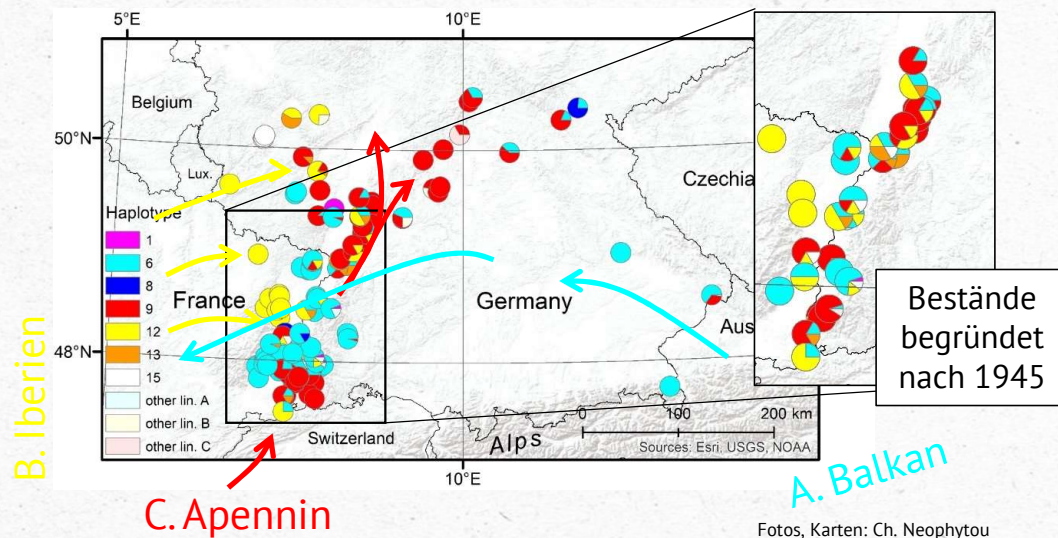 5°E
10°E
Belgium
50°N
50°N
Lux.
Czechia
Haplotype
1
6
8
9
12
13
15
other lin. A
other lin. B
other lin. C
France
Germany
Aus
48°N
48°N
Switzerland
Alps
0 100 200 km
Sources: Esri, USGS, NOAA
10°E
Bestände
begründet
nach 1945
B. Iberien
C. Apennin
A. Balkan
Fotos, Karten: Ch. Neophytou